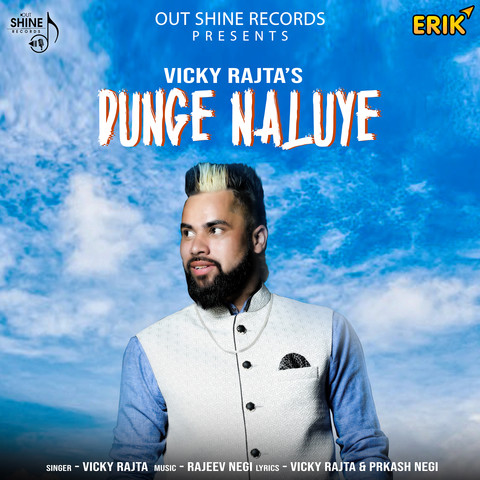 OUT
SHINE
RECORDS
OUT SHINE RECORDS
PRESENTS
ERIK
VICKY RAJTA'S
DUNGE NALUYE
SINGER - VICKY RAJTA MUSIC - RAJEEV NEGI LYRICS - VICKY RAJTA & PRKASH NEGI